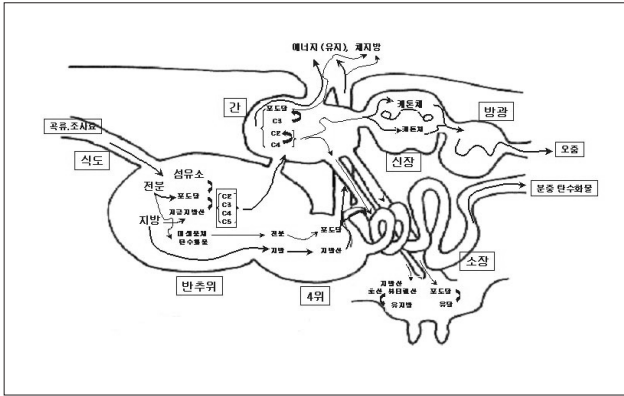 에너지 (유지), 체지방
간
포도당
C3
C2
C4
케톤체
케톤체
방광
신장
오줌
곡류,조사료
식도
섬유소
전분
포도당
저급지방산
지방
미생물체
탄수화물
C2
C3
C4
C5
전분
포도당
지방
지방산
반추위
4위
분중 탄수화물
소장
지방산
포도당
유지방
유당